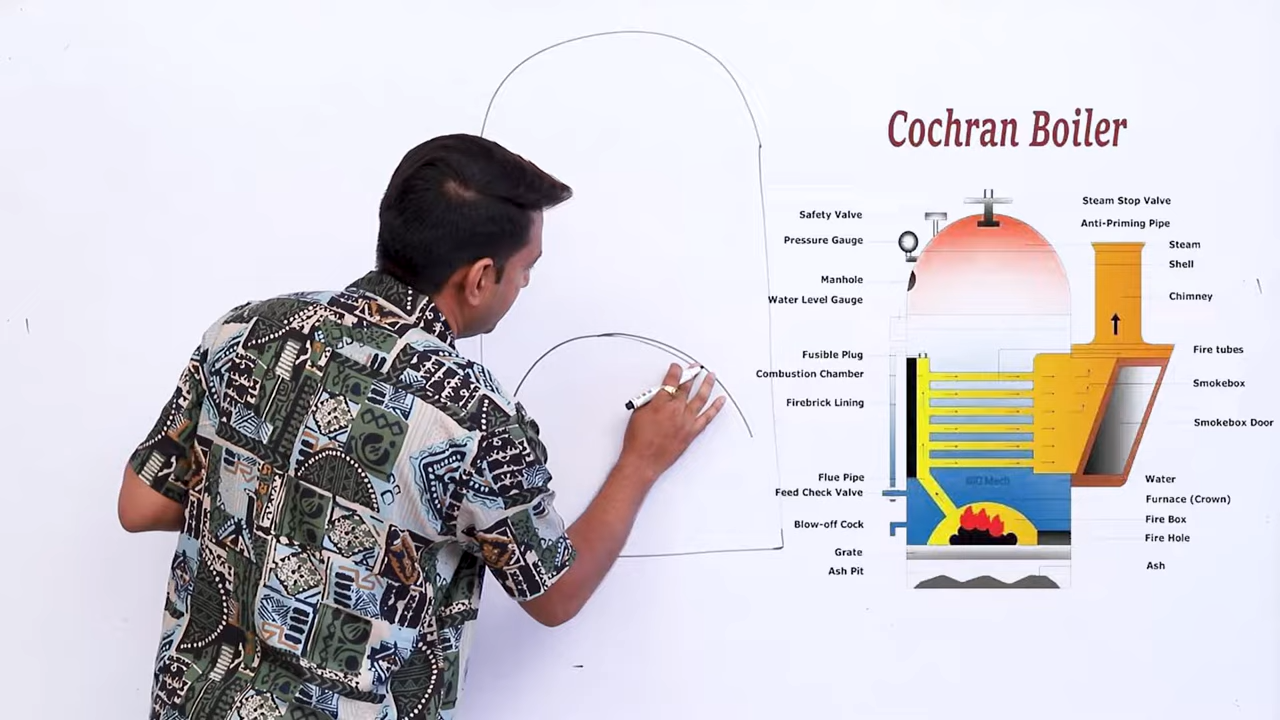 Cochran Boiler
Safety Valve
Pressure Gauge
Manhole
Water Level Gauge
Fusible Plug
Combustion Chamber
Firebrick Lining
Flue Pipe
Feed Check Valve
Blow-off Cock
Grate
Ash Pit
Steam Stop Valve
Anti-Priming Pipe
Steam
Shell
Chimney
Fire tubes
Smokebox
Smokebox Door
Water
Furnace (Crown)
Fire Box
Fire Hole
Ash